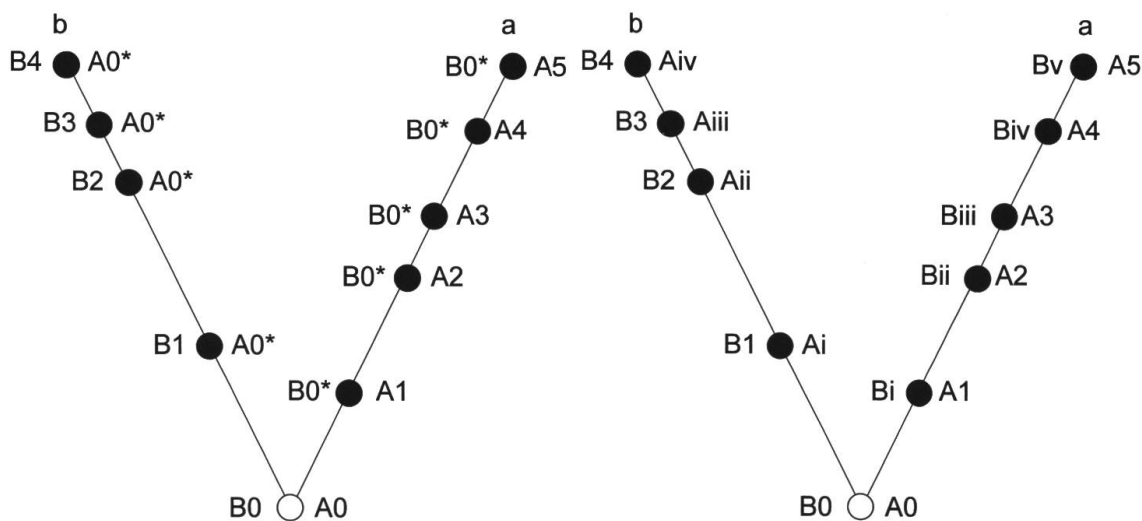 b a b a
B4 A0* B0* A5 B4 Aiv Bv A5
B3 A0* B0* A4 B3 Aiii Biv A4
B2 A0* B2 Aii
B0* A3 Biii A3
B0* A2 Bii A2
B1 A0* B1 Ai
B0* A1 Bi A1
B0 A0 B0 A0